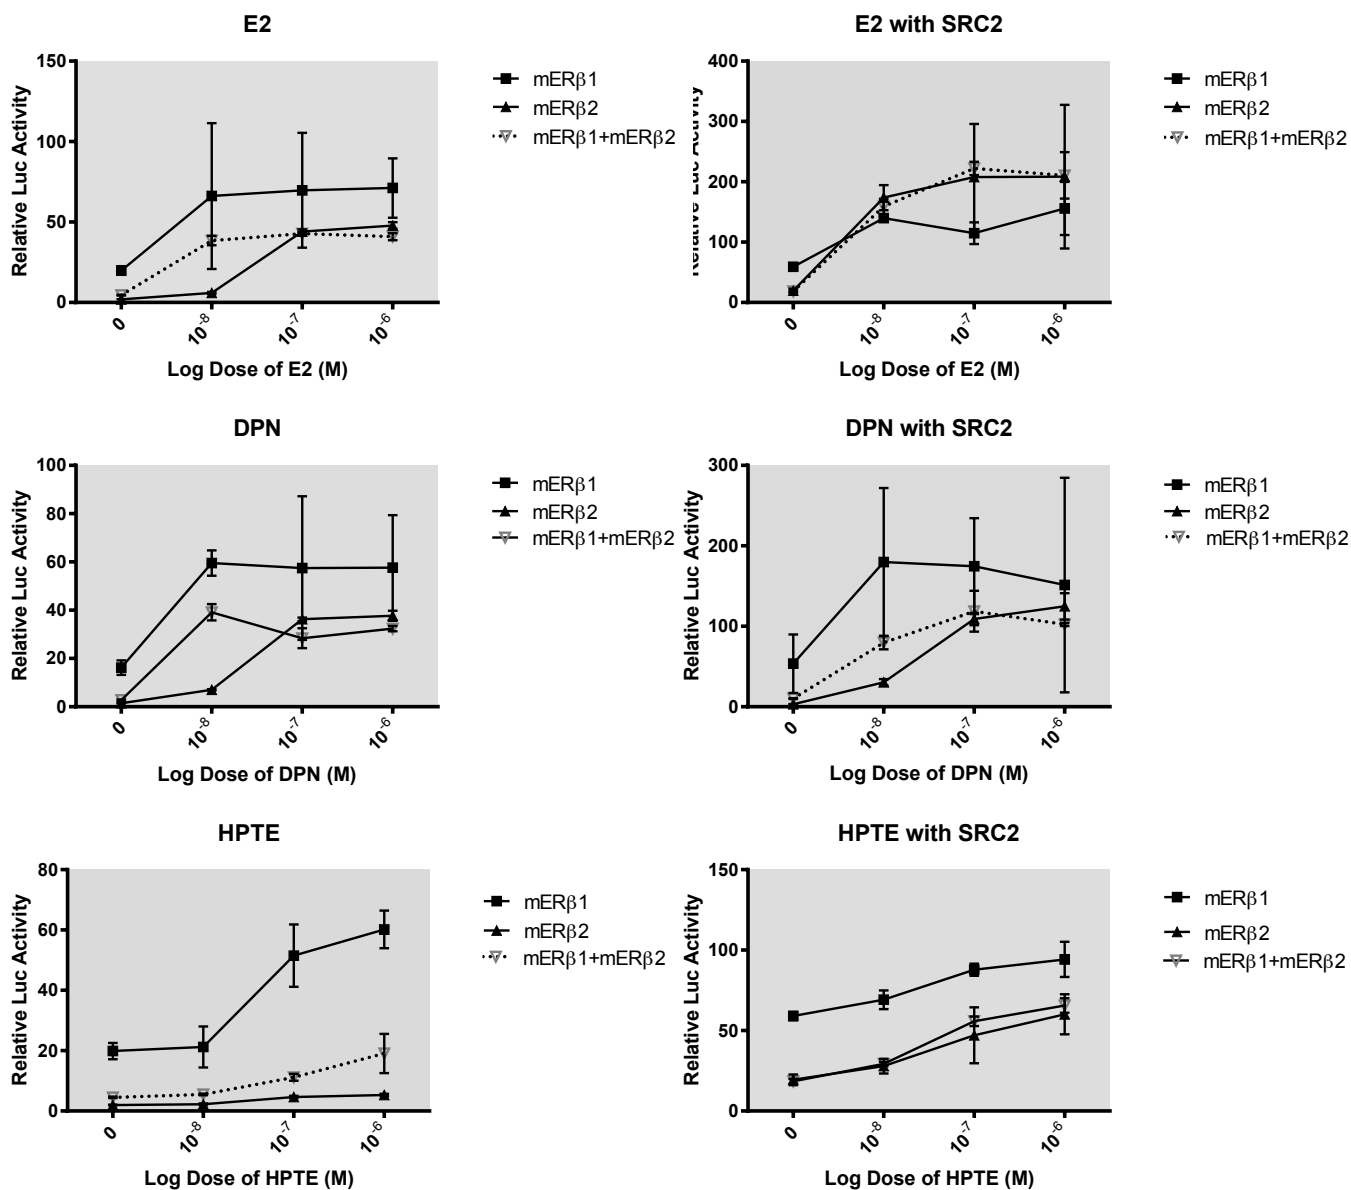 E2
150
100
50
0
Relative Luc Activity
0
10^-8
10^-7
10^-6
Log Dose of E2 (M)
mERβ1
mERβ2
mERβ1+mERβ2
E2 with SRC2
400
300
200
100
0
Relative Luc Activity
0
10^-8
10^-7
10^-6
Log Dose of E2 (M)
mERβ1
mERβ2
mERβ1+mERβ2
DPN
100
80
60
40
20
0
Relative Luc Activity
0
10^-8
10^-7
10^-6
Log Dose of DPN (M)
mERβ1
mERβ2
mERβ1+mERβ2
DPN with SRC2
300
200
100
0
Relative Luc Activity
0
10^-8
10^-7
10^-6
Log Dose of DPN (M)
mERβ1
mERβ2
mERβ1+mERβ2
HPTE
80
60
40
20
0
Relative Luc Activity
0
10^-8
10^-7
10^-6
Log Dose of HPTE (M)
mERβ1
mERβ2
mERβ1+mERβ2
HPTE with SRC2
150
100
50
0
Relative Luc Activity
0
10^-8
10^-7
10^-6
Log Dose of HPTE (M)
mERβ1
mERβ2
mERβ1+mERβ2